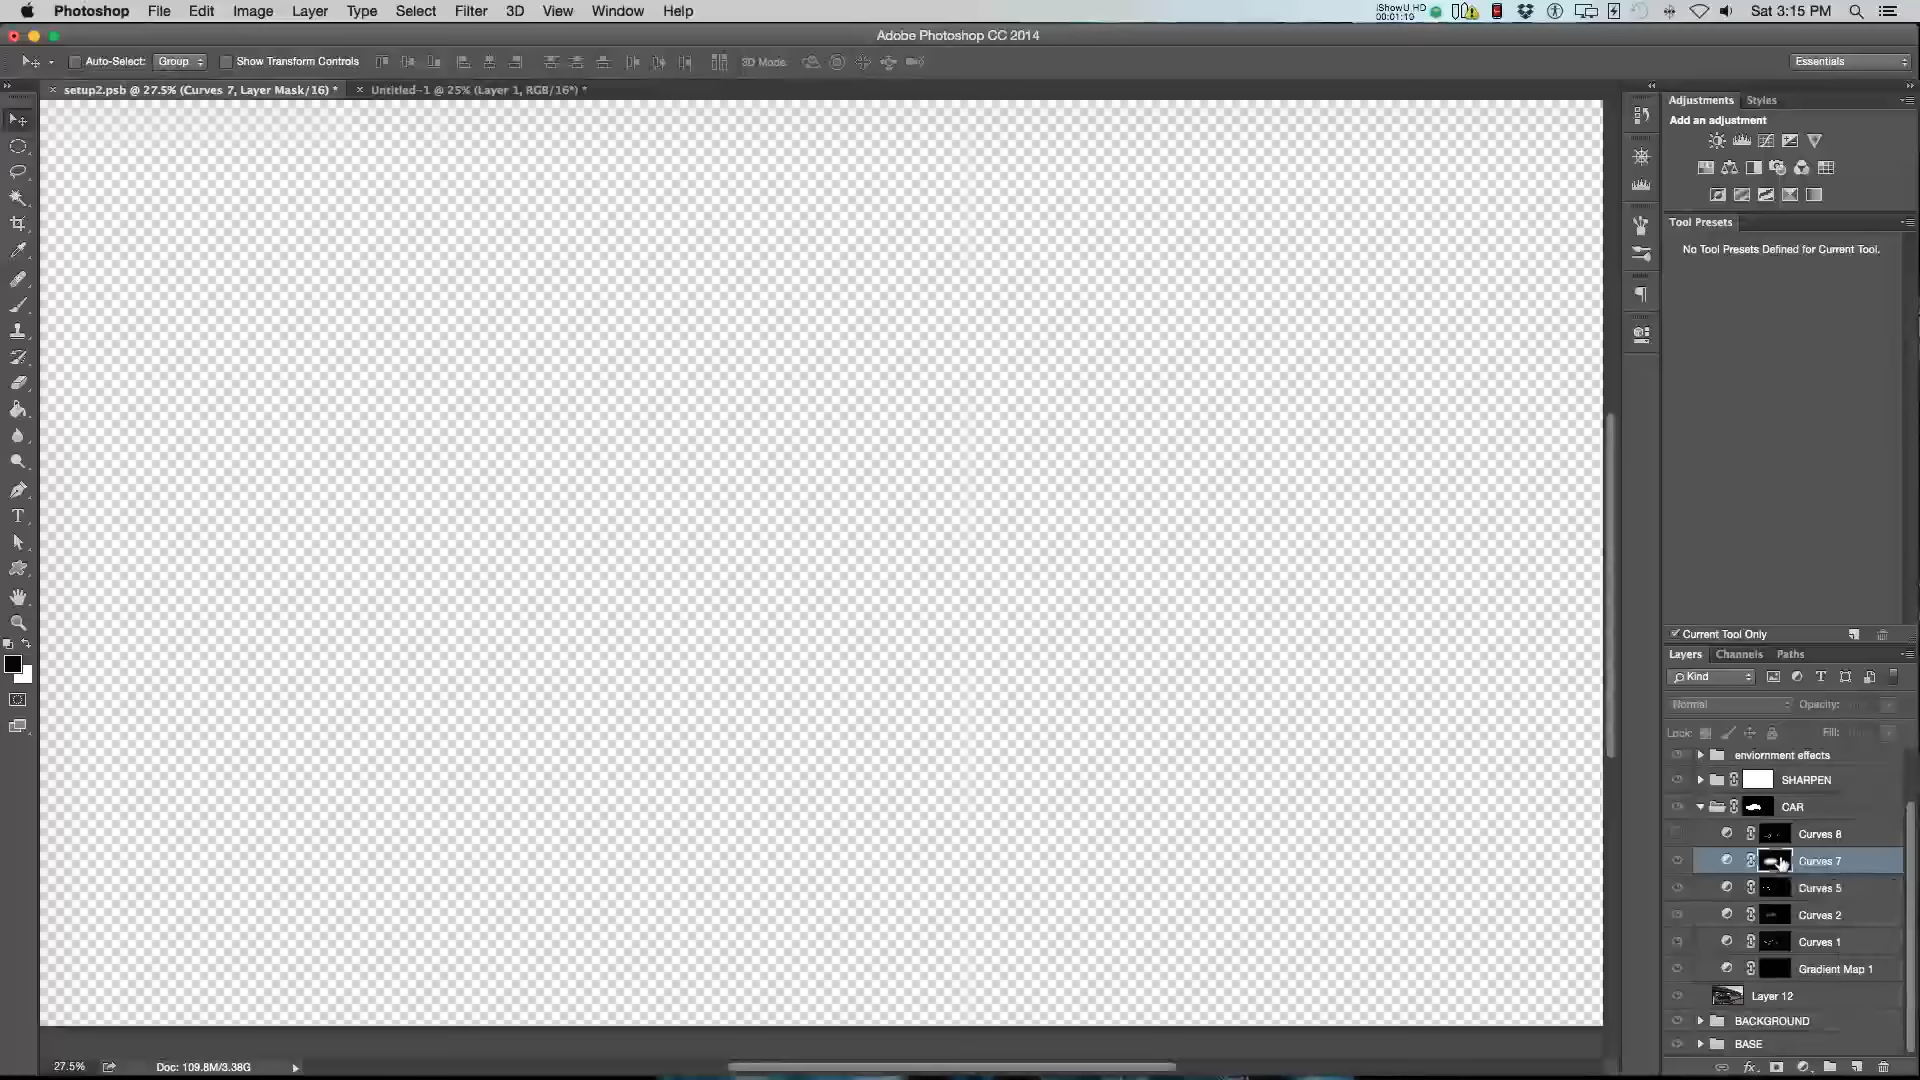 Photoshop File Edit Image Layer Type Select Filter 3D View Window Help iShowU HD 00:01:10 Sat 3:15 PM
Adobe Photoshop CC 2014
Auto-Select: Group Show Transform Controls 3D Mode: Essentials
setup2.psb @ 27.5% (Curves 7, Layer Mask/16) * Untitled-1 @ 25% (Layer 1, RGB/16*) *
Adjustments Styles
Add an adjustment
Tool Presets
No Tool Presets Defined for Current Tool.
Current Tool Only
Layers Channels Paths
Kind
Normal Opacity:
Lock: Fill:
enviornment effects
SHARPEN
CAR
Curves 8
Curves 7
Curves 5
Curves 2
Curves 1
Gradient Map 1
Layer 12
BACKGROUND
BASE
27.5% Doc: 109.8M/3.38G